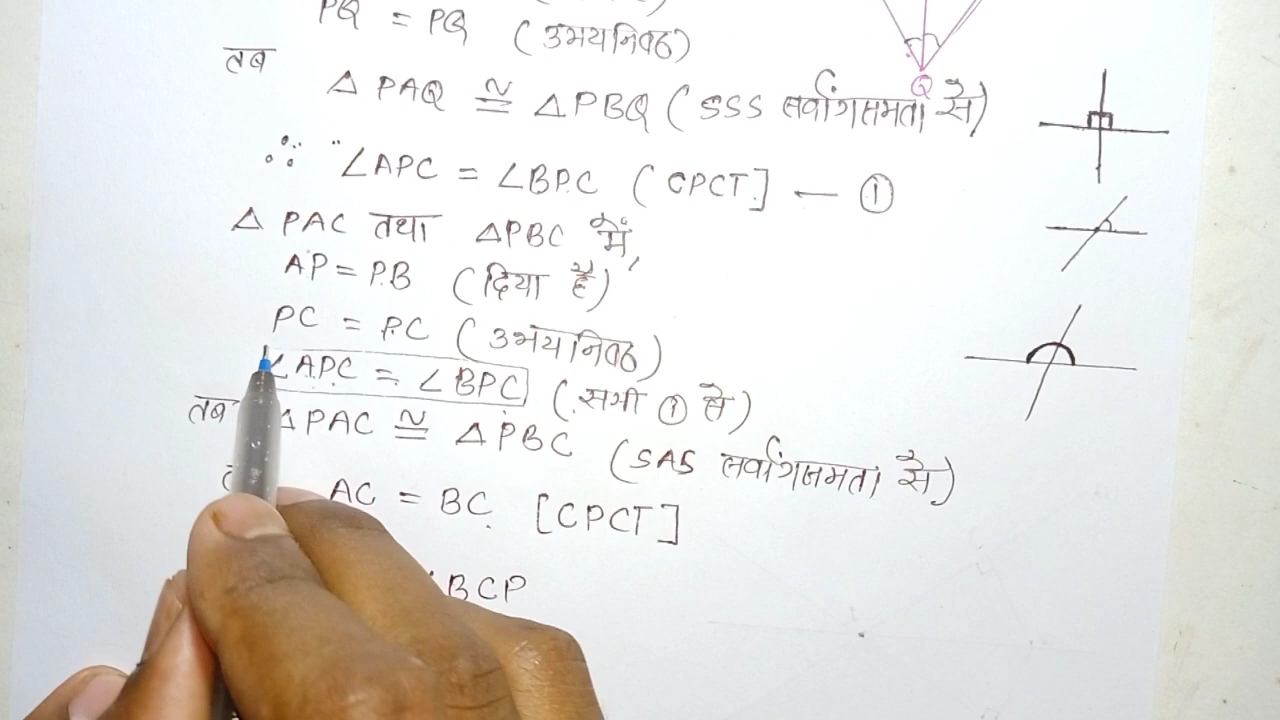 PQ = PQ (उभयनिष्ठ)
Q
तब
△ PAQ ≅ △PBQ (SSS सर्वांगसमता से)
∴ ∠APC = ∠BPC (CPCT] — ①
△ PAC तथा △PBC में,
AP = PB (दिया है)
PC = PC (उभयनिष्ठ)
∠APC = ∠BPC (समी ① से)
तब △PAC ≅ △PBC (SAS सर्वांगसमता से)
AC = BC [CPCT]
BCP